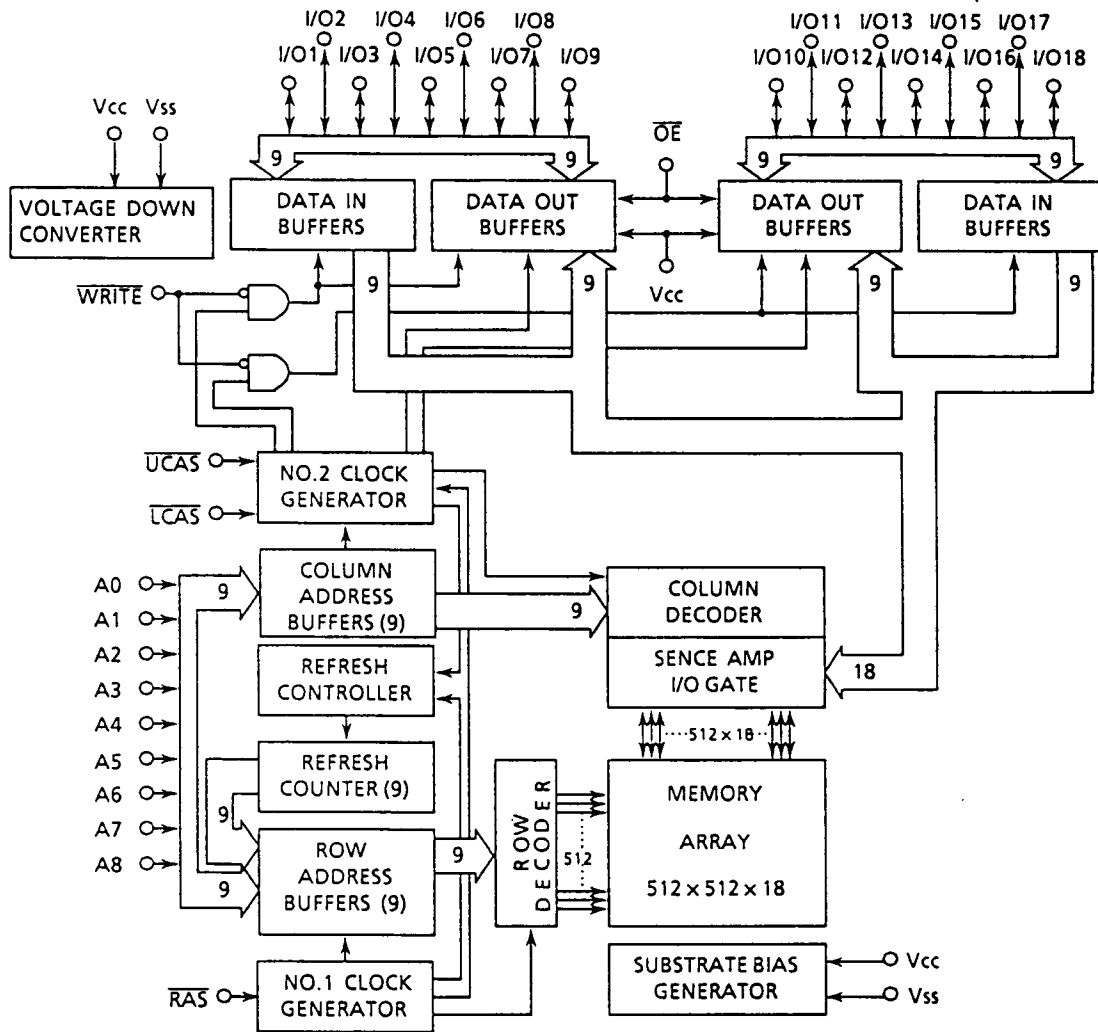 I/O2 I/O4 I/O6 I/O8
I/O1 I/O3 I/O5 I/O7 I/O9
I/O11 I/O13 I/O15 I/O17
I/O10 I/O12 I/O14 I/O16 I/O18
Vcc Vss
OE
9 9 9 9
VOLTAGE DOWN
CONVERTER
DATA IN
BUFFERS
DATA OUT
BUFFERS
DATA OUT
BUFFERS
DATA IN
BUFFERS
9 9 9 9
Vcc
WRITE
UCAS
LCAS
NO.2 CLOCK
GENERATOR
A0
A1
A2
A3
A4
A5
A6
A7
A8
9
COLUMN
ADDRESS
BUFFERS (9)
9
COLUMN
DECODER
SENCE AMP
I/O GATE
18
REFRESH
CONTROLLER
512 x 18
REFRESH
COUNTER (9)
9
9
ROW
ADDRESS
BUFFERS (9)
9
ROW
DECODER
512
MEMORY
ARRAY
512 x 512 x 18
RAS
NO.1 CLOCK
GENERATOR
SUBSTRATE BIAS
GENERATOR
Vcc
Vss